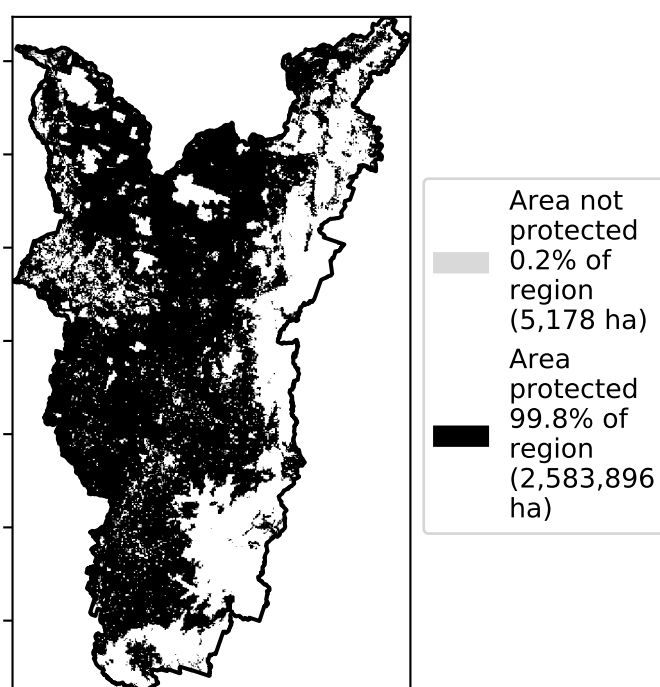 Area not
protected
0.2% of
region
(5,178 ha)
Area
protected
99.8% of
region
(2,583,896
ha)